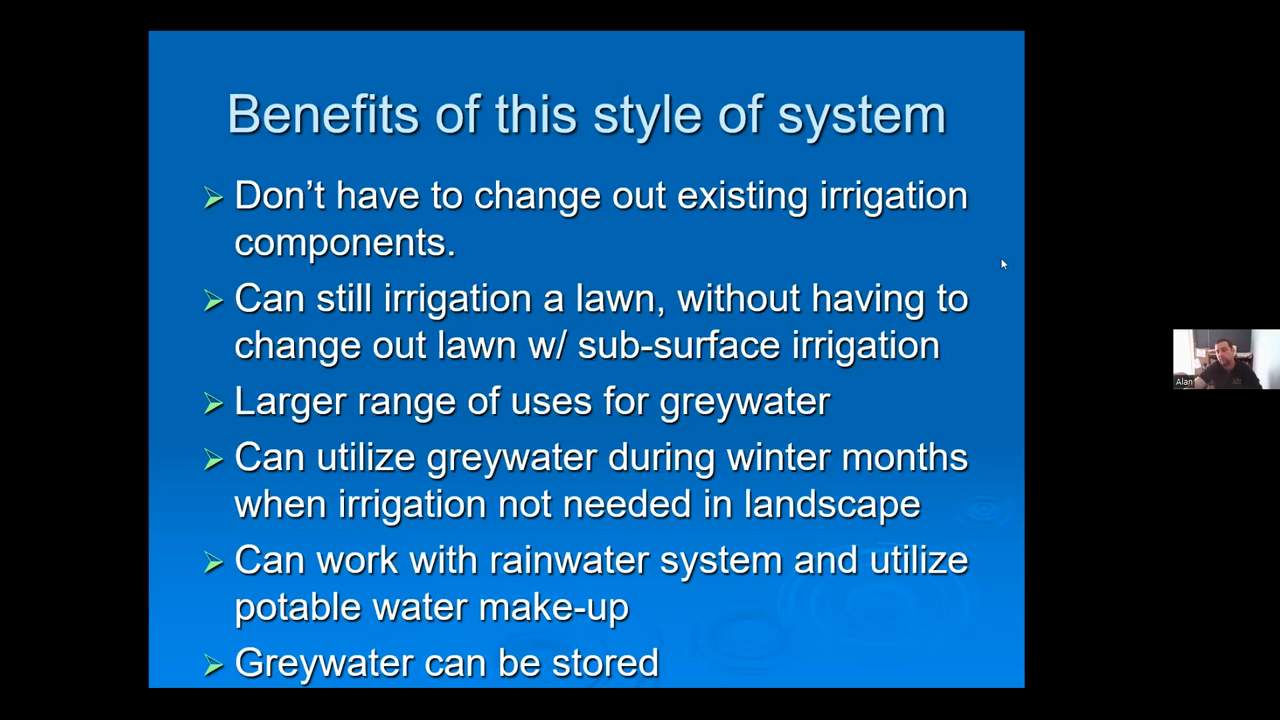 Benefits of this style of system
Don't have to change out existing irrigation
components.
Can still irrigation a lawn, without having to
change out lawn w/ sub-surface irrigation
Larger range of uses for greywater
Can utilize greywater during winter months
when irrigation not needed in landscape
Can work with rainwater system and utilize
potable water make-up
Greywater can be stored
Alan